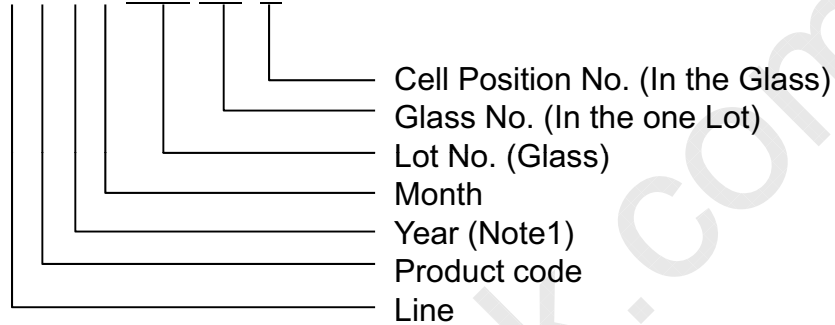 Cell Position No. (In the Glass)
Glass No. (In the one Lot)
Lot No. (Glass)
Month
Year (Note1)
Product code
Line